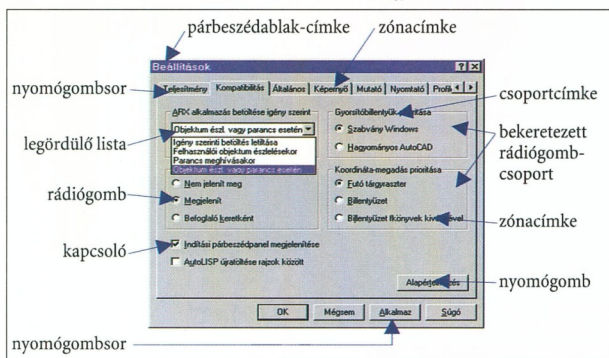 párbeszédablak-címke
zónacímke
Beállítások
nyomógombsor
Teljesítmény Kompatibilitás Általános Képernyő Mutató Nyomtató Profil
ARX alkalmazás betöltése igény szerint
Gyorsítóbillentyűk
csoportcímke
legördülő lista
Objektum észl. vagy parancs esetén
Igény szerinti betöltés letiltása
Felhasználói objektum észlelésekor
Parancs meghívásakor
Objektum észl. vagy parancs esetén
Szabvány Windows
Hagyományos AutoCAD
bekeretezett
rádiógomb-
csoport
Koordináta-megadás prioritása
rádiógomb
Nem jelenít meg
Megjelenít
Befoglaló keretként
Futó tárgyraszter
Billentyűzet
Billentyűzet
zónacímke
kapcsoló
Indítási párbeszédpanel megjelenítése
AutoLISP újratöltése rajzok között
nyomógomb
OK Mégsem Alkalmaz Súgó
nyomógombsor